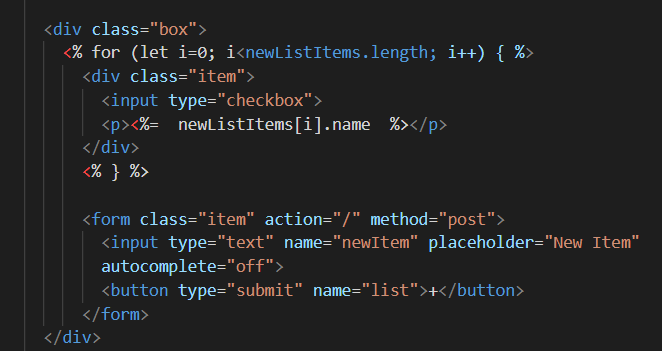 <div class="box">
<% for (let i=0; i<newListItems.length; i++) { %>
<div class="item">
<input type="checkbox">
<p><%=  newListItems[i].name  %></p>
</div>
<% } %>
<form class="item" action="/" method="post">
<input type="text" name="newItem" placeholder="New Item"
autocomplete="off">
<button type="submit" name="list">+</button>
</form>
</div>